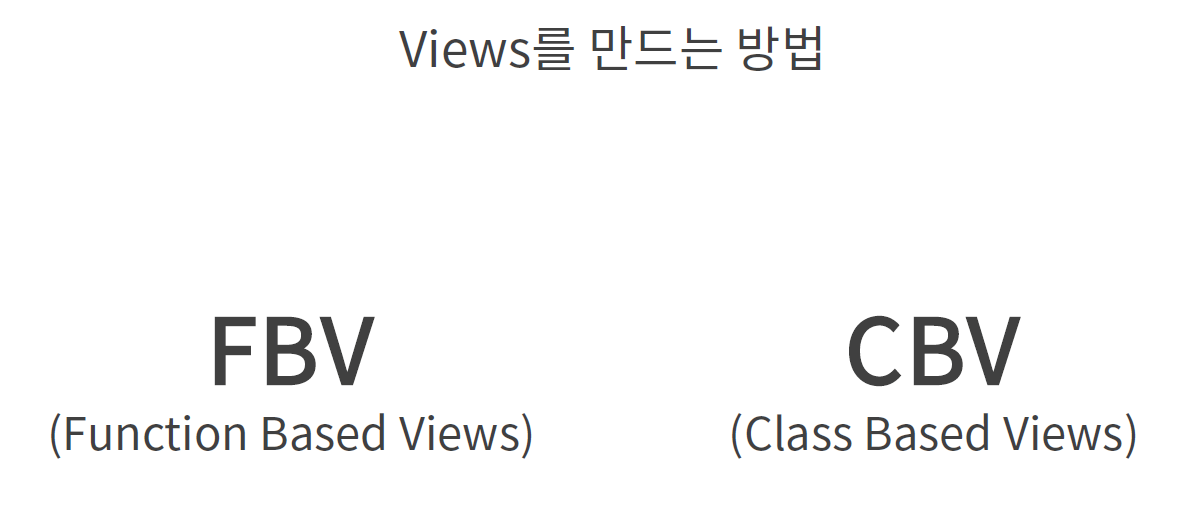 Views를 만드는 방법
FBV
(Function Based Views)
CBV
(Class Based Views)